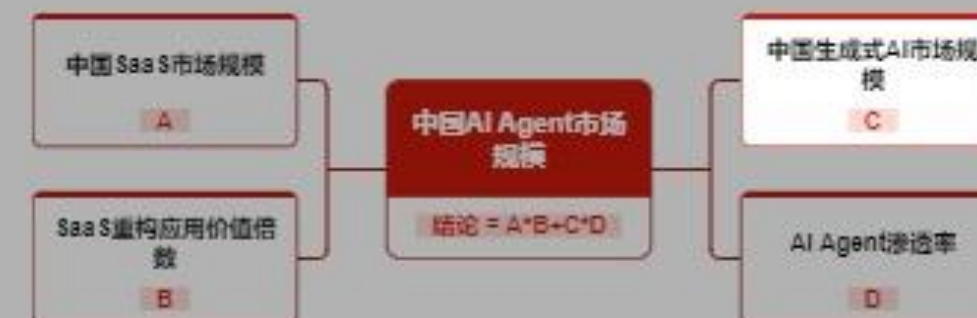 中国SaaS市场规模
A
SaaS重构应用价值倍
数
B
中国AI Agent市场
规模
结论 = A*B+C*D
中国生成式AI市场规
模
C
AI Agent渗透率
D